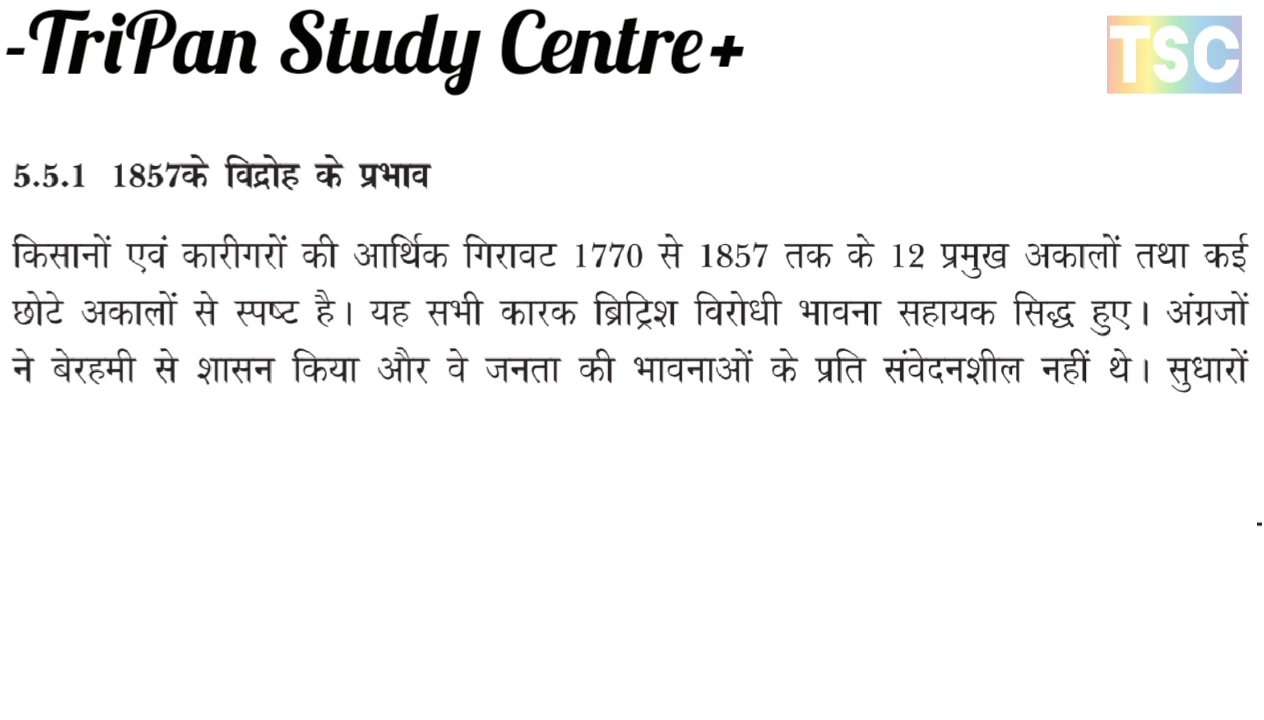 -TriPan Study Centre+
TSC
5.5.1 1857के विद्रोह के प्रभाव
किसानों एवं कारीगरों की आर्थिक गिरावट 1770 से 1857 तक के 12 प्रमुख अकालों तथा कई
छोटे अकालों से स्पष्ट है। यह सभी कारक ब्रिट्रिश विरोधी भावना सहायक सिद्ध हुए। अंग्रजों
ने बेरहमी से शासन किया और वे जनता की भावनाओं के प्रति संवेदनशील नहीं थे। सुधारों